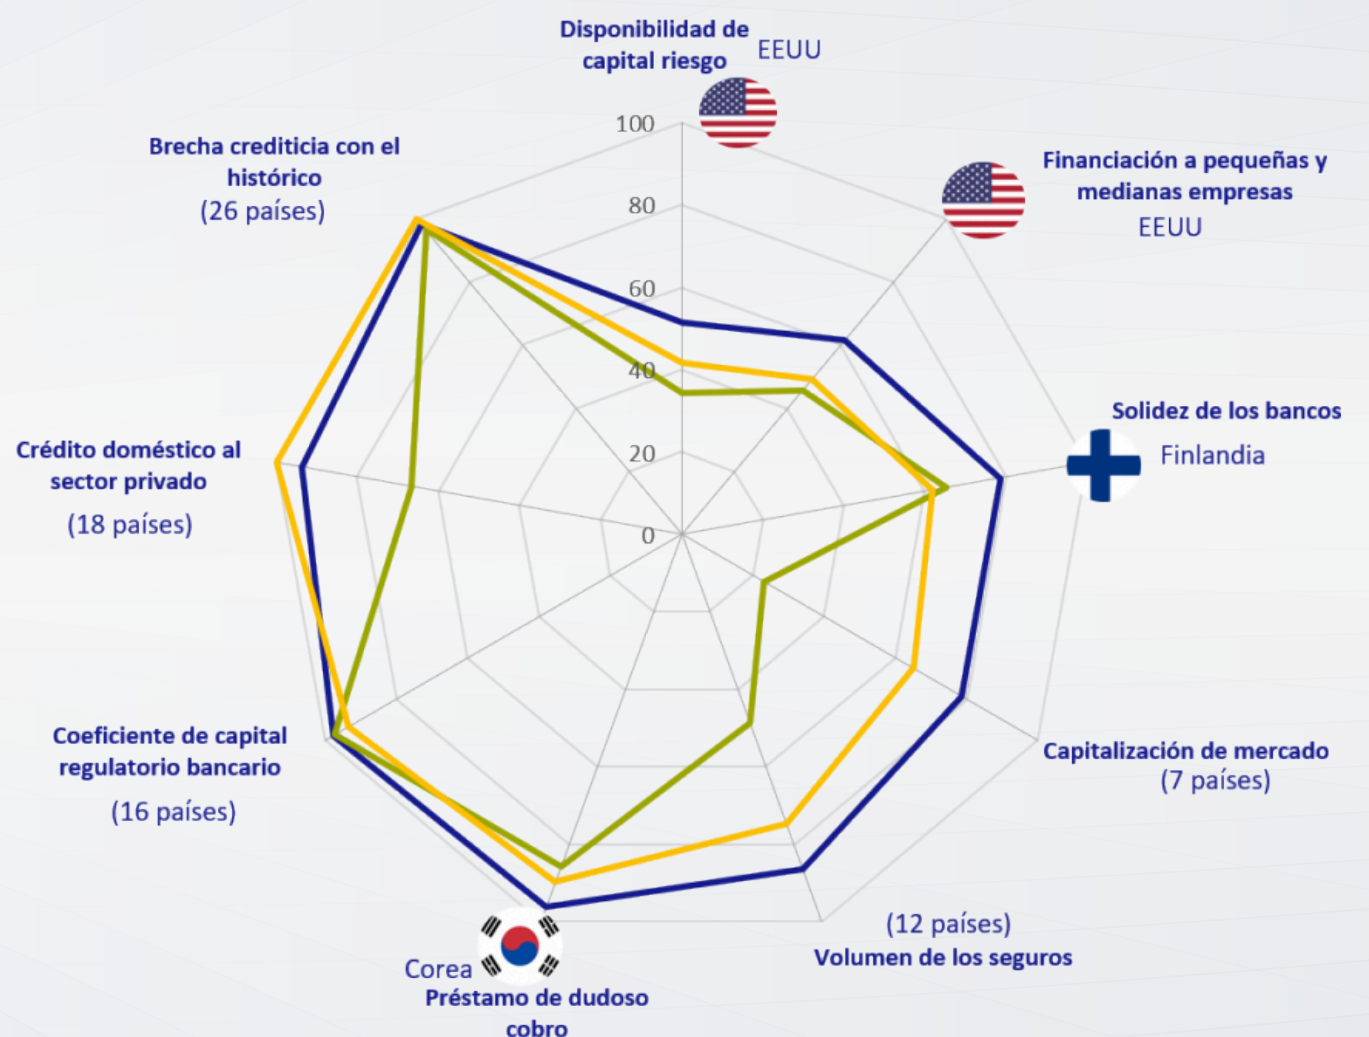 Disponibilidad de
capital riesgo
EEUU
Brecha crediticia con el
histórico
(26 países)
Financiación a pequeñas y
medianas empresas
EEUU
100
80
60
40
20
0
Solidez de los bancos
Finlandia
Crédito doméstico al
sector privado
(18 países)
Coeficiente de capital
regulatorio bancario
(16 países)
Capitalización de mercado
(7 países)
(12 países)
Volumen de los seguros
Corea
Préstamo de dudoso
cobro